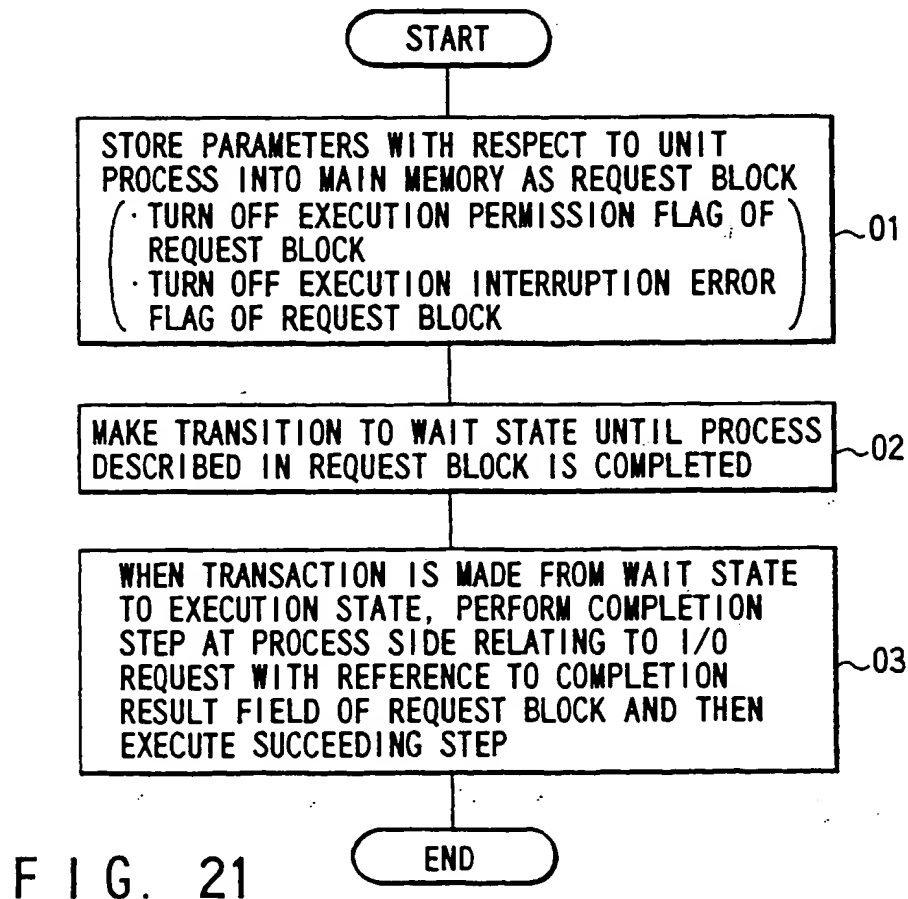 START
STORE PARAMETERS WITH RESPECT TO UNIT
PROCESS INTO MAIN MEMORY AS REQUEST BLOCK
· TURN OFF EXECUTION PERMISSION FLAG OF
REQUEST BLOCK
· TURN OFF EXECUTION INTERRUPTION ERROR
FLAG OF REQUEST BLOCK
01
MAKE TRANSITION TO WAIT STATE UNTIL PROCESS
DESCRIBED IN REQUEST BLOCK IS COMPLETED
02
WHEN TRANSACTION IS MADE FROM WAIT STATE
TO EXECUTION STATE, PERFORM COMPLETION
STEP AT PROCESS SIDE RELATING TO I/O
REQUEST WITH REFERENCE TO COMPLETION
RESULT FIELD OF REQUEST BLOCK AND THEN
EXECUTE SUCCEEDING STEP
03
END
FIG. 21